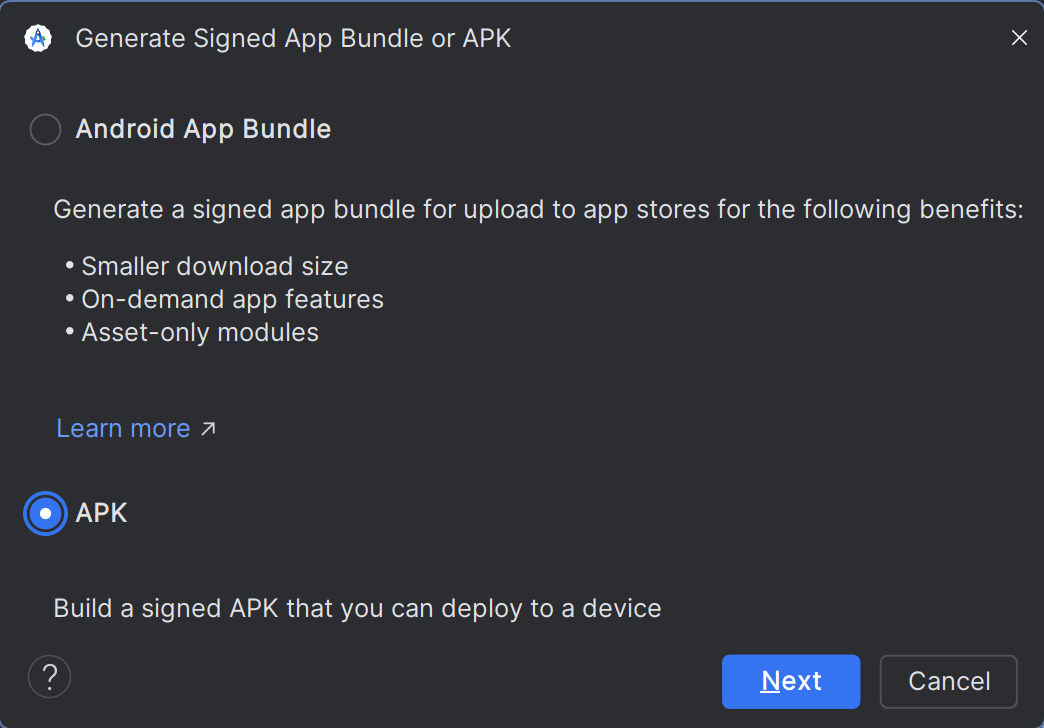 Generate Signed App Bundle or APK
Android App Bundle
Generate a signed app bundle for upload to app stores for the following benefits:
• Smaller download size
• On-demand app features
• Asset-only modules
Learn more ↗
APK
Build a signed APK that you can deploy to a device
? Next Cancel